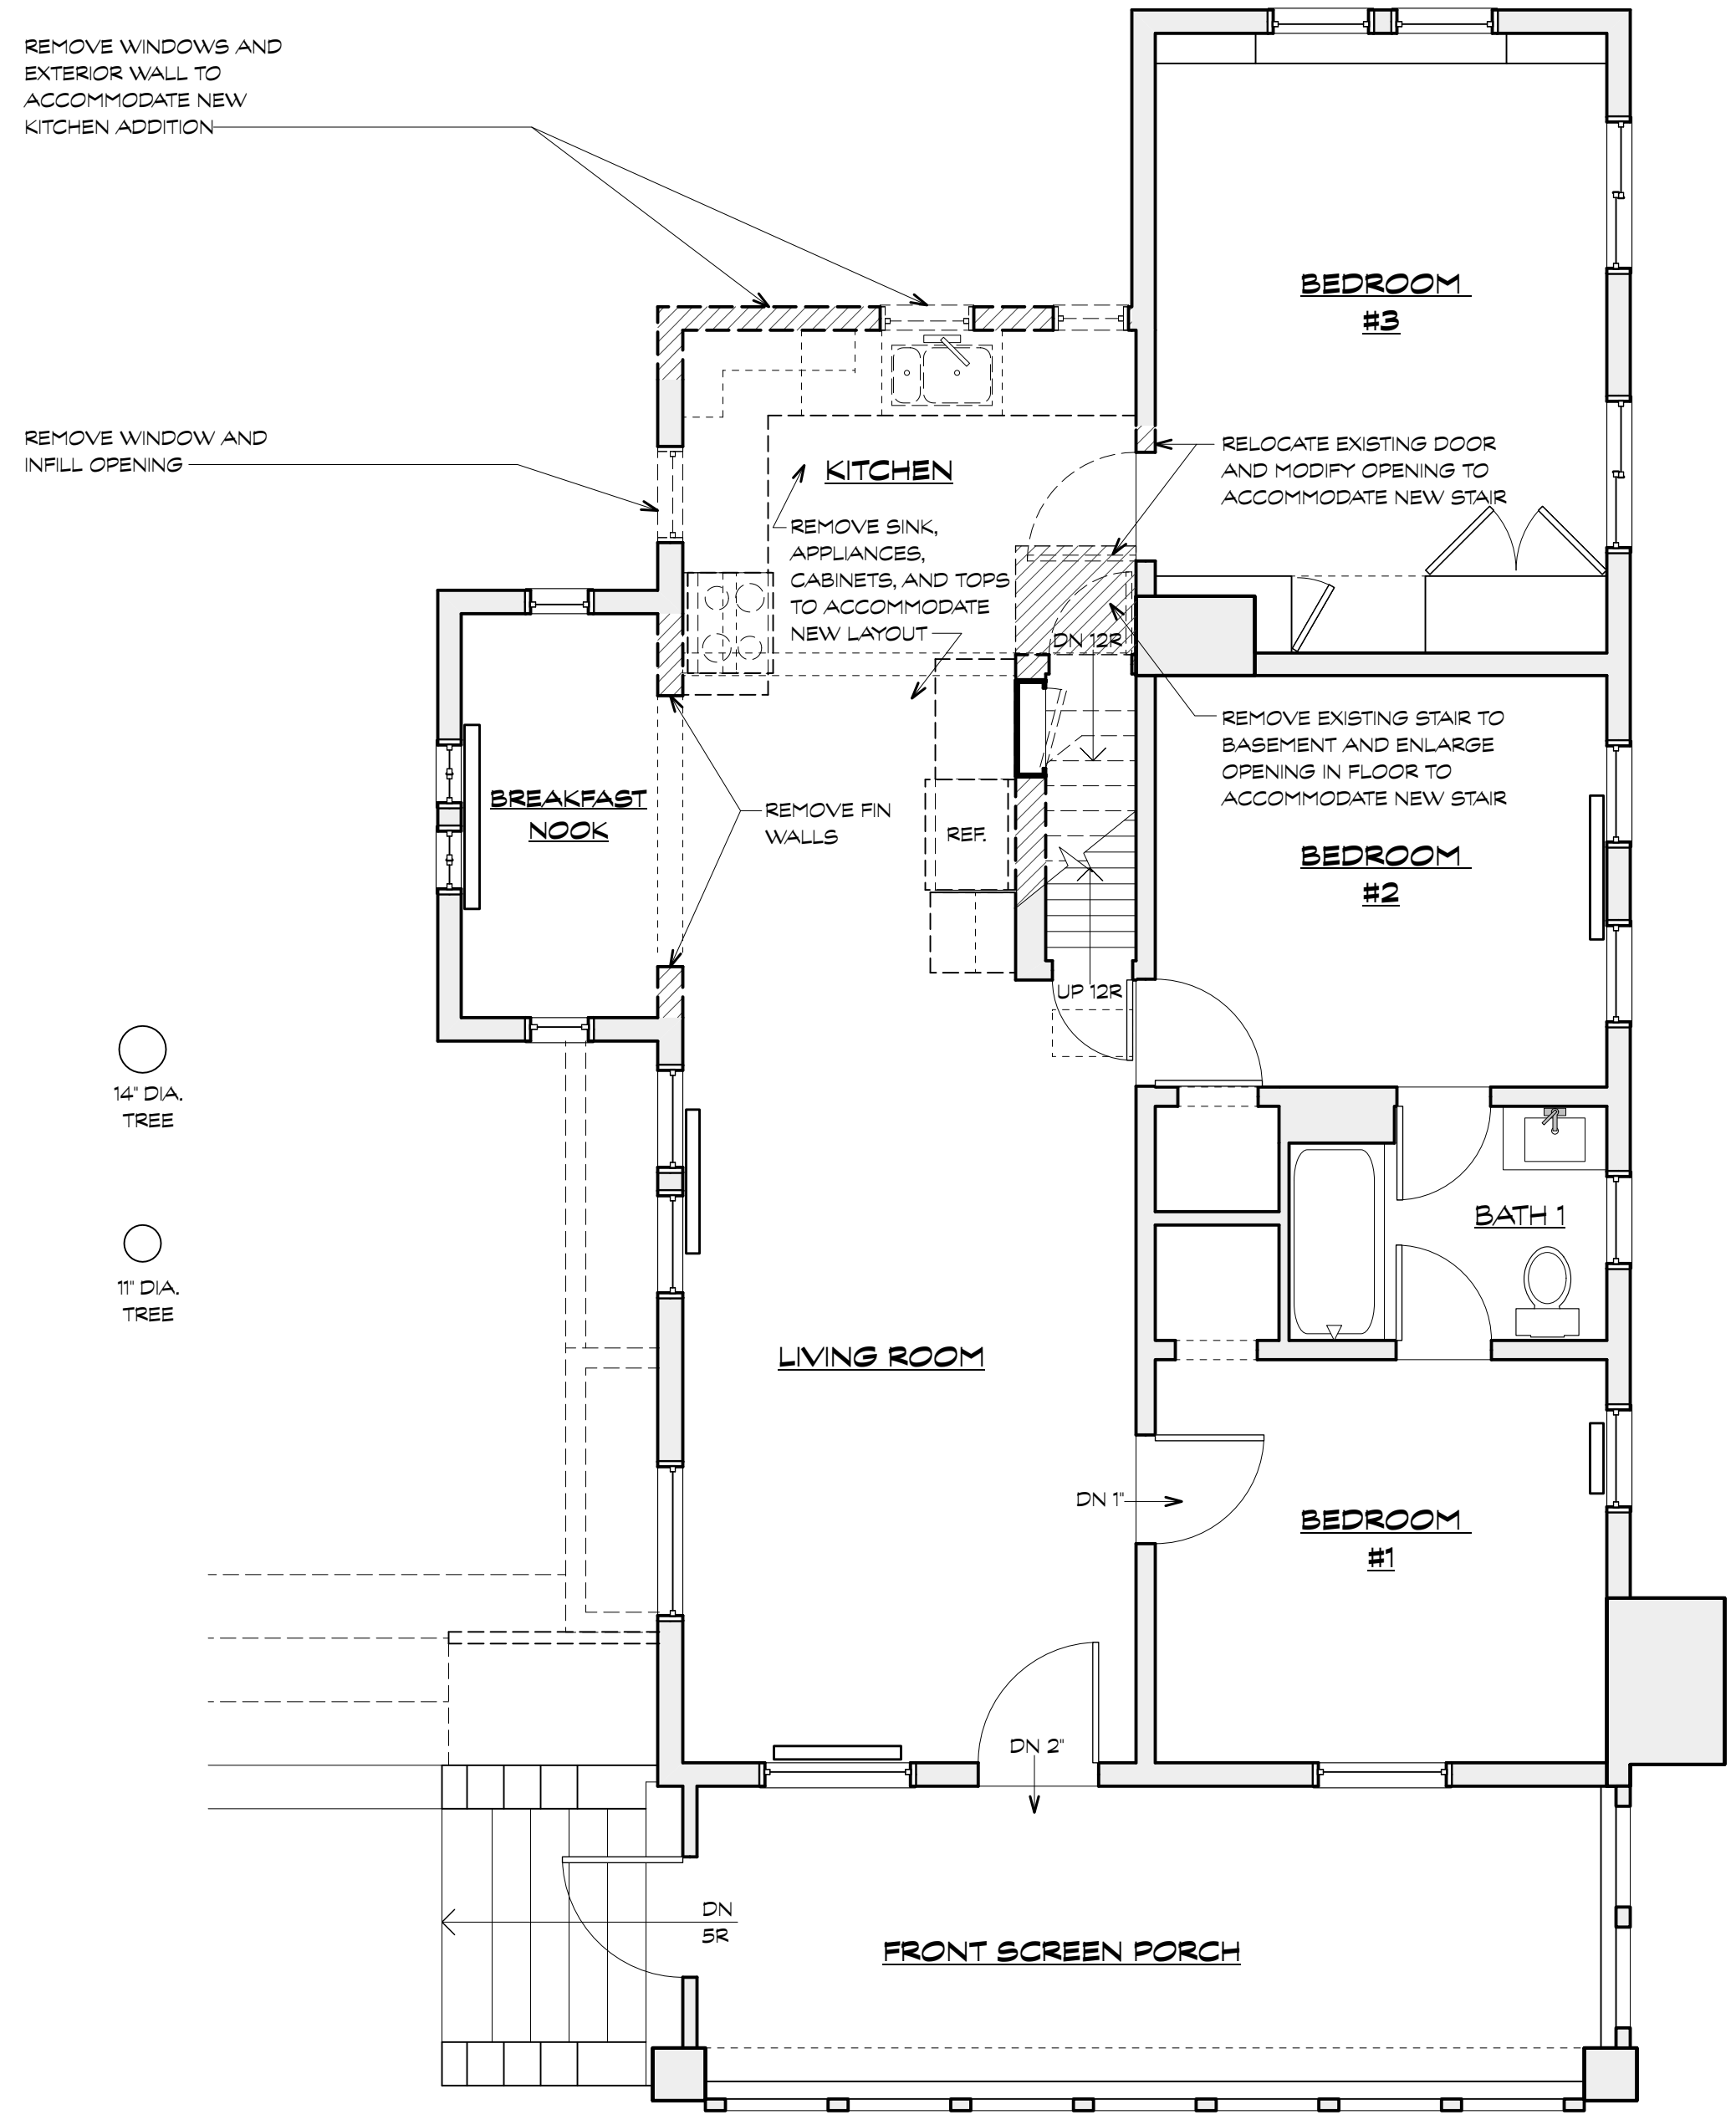 REMOVE WINDOWS AND
EXTERIOR WALL TO
ACCOMMODATE NEW
KITCHEN ADDITION
BEDROOM
#3
REMOVE WINDOW AND
INFILL OPENING
KITCHEN
RELOCATE EXISTING DOOR
AND MODIFY OPENING TO
ACCOMMODATE NEW STAIR
REMOVE SINK,
APPLIANCES,
CABINETS, AND TOPS
TO ACCOMMODATE
NEW LAYOUT
DN 12R
REMOVE EXISTING STAIR TO
BASEMENT AND ENLARGE
OPENING IN FLOOR TO
ACCOMMODATE NEW STAIR
BREAKFAST
NOOK
REMOVE FIN
WALLS
REF.
BEDROOM
#2
UP 12R
14" DIA.
TREE
BATH 1
11" DIA.
TREE
LIVING ROOM
DN 1"
BEDROOM
#1
DN 2"
DN
5R
FRONT SCREEN PORCH